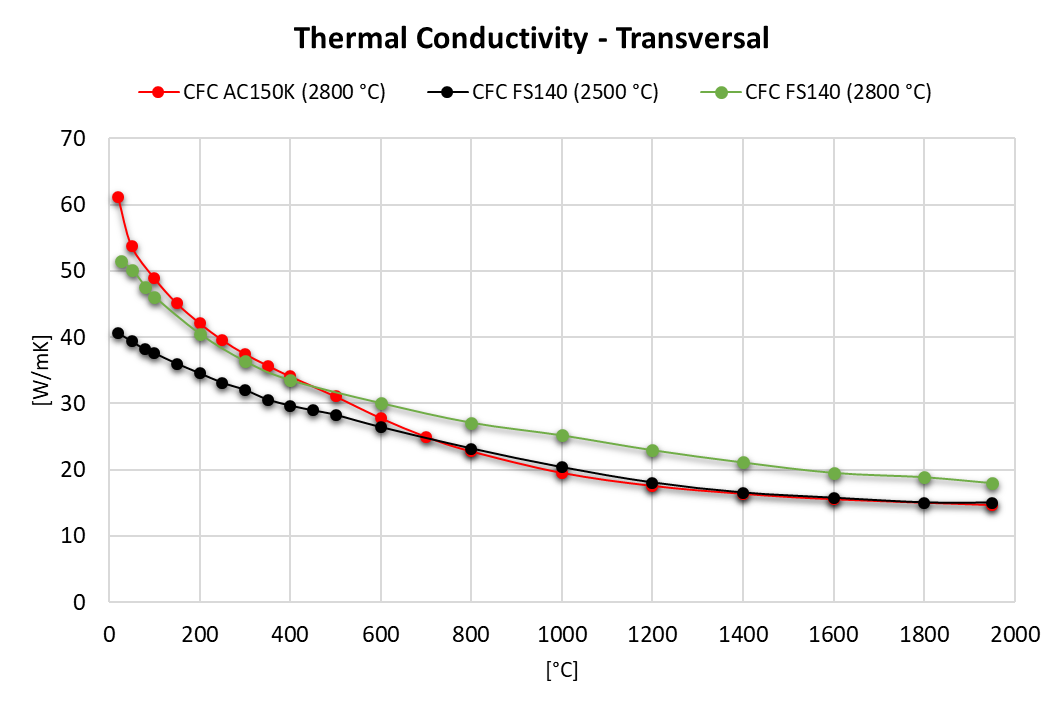 Thermal Conductivity - Transversal
CFC AC150K (2800 °C) CFC FS140 (2500 °C) CFC FS140 (2800 °C)
70
60
50
40
30
20
10
0
[W/mK]
0 200 400 600 800 1000 1200 1400 1600 1800 2000
[°C]